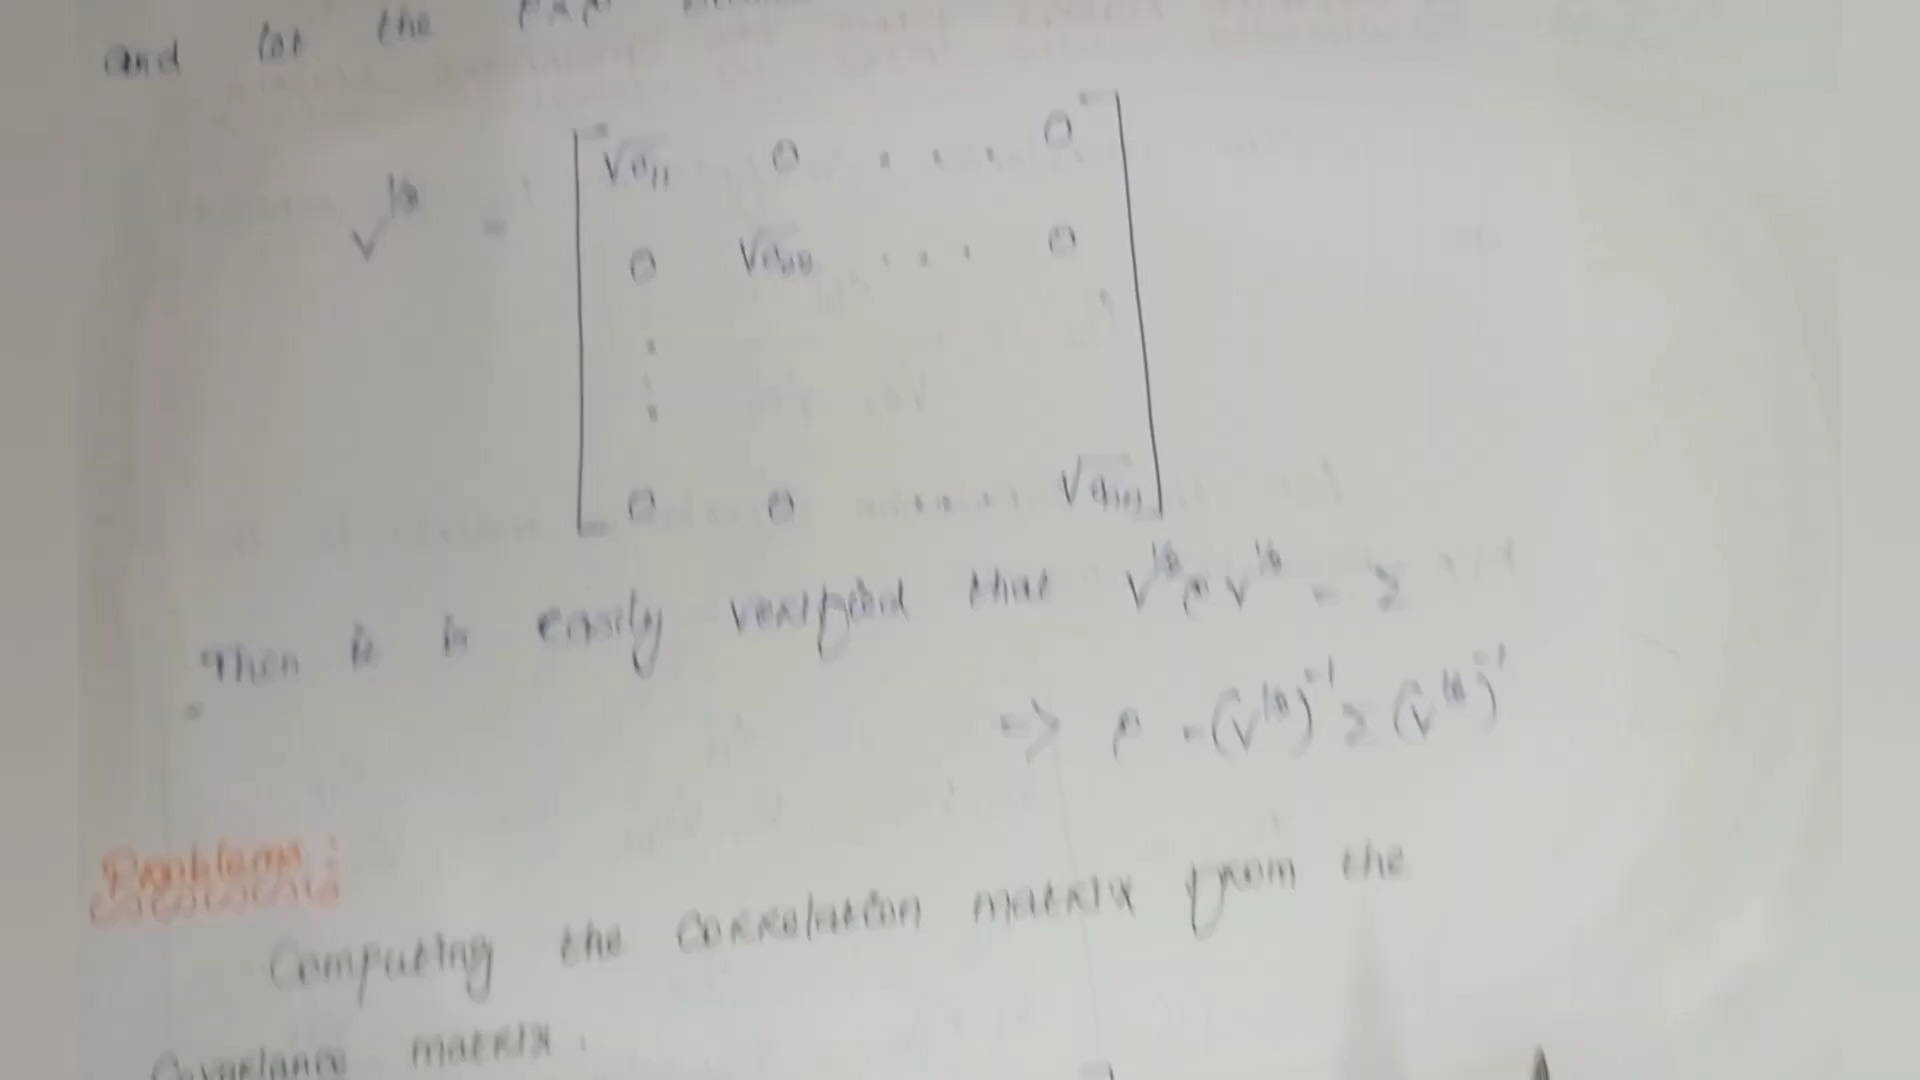 and let the p×p
V^{1/2} = [ √σ₁₁ 0 . . . 0
0 √σ₂₂ . . . 0
⋮
0 0 . . . . √σₚₚ ]
Then it is easily verified that V^{1/2} ρ V^{1/2} = Σ
=> ρ = (V^{1/2})^{-1} Σ (V^{1/2})^{-1}
Problems :
Computing the correlation matrix from the
Covariance matrix .